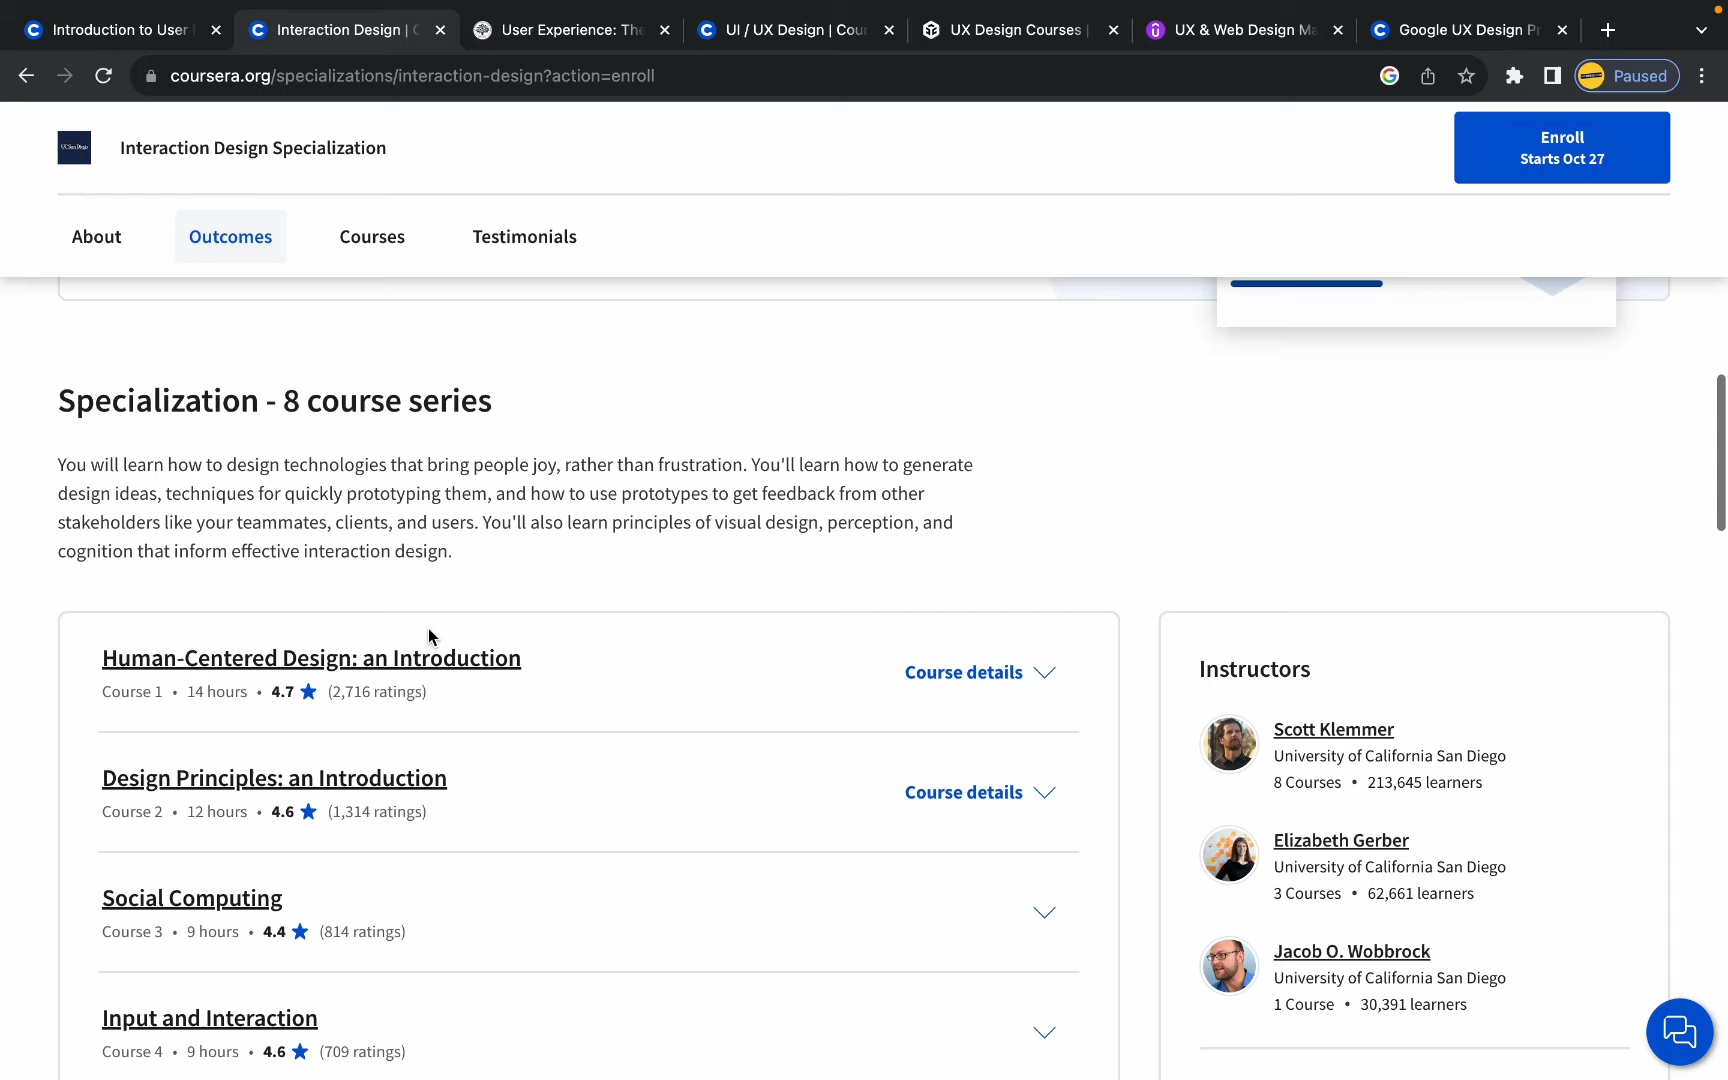 Introduction to User
Interaction Design | C
User Experience: The
UI / UX Design | Cour
UX Design Courses |
UX & Web Design Ma
Google UX Design Pr
coursera.org/specializations/interaction-design?action=enroll
Paused
UC San Diego
Interaction Design Specialization
Enroll
Starts Oct 27
About
Outcomes
Courses
Testimonials
Specialization - 8 course series
You will learn how to design technologies that bring people joy, rather than frustration. You'll learn how to generate
design ideas, techniques for quickly prototyping them, and how to use prototypes to get feedback from other
stakeholders like your teammates, clients, and users. You'll also learn principles of visual design, perception, and
cognition that inform effective interaction design.
Human-Centered Design: an Introduction
Course 1 • 14 hours • 4.7 ★ (2,716 ratings)
Course details
Design Principles: an Introduction
Course 2 • 12 hours • 4.6 ★ (1,314 ratings)
Course details
Social Computing
Course 3 • 9 hours • 4.4 ★ (814 ratings)
Input and Interaction
Course 4 • 9 hours • 4.6 ★ (709 ratings)
Instructors
Scott Klemmer
University of California San Diego
8 Courses • 213,645 learners
Elizabeth Gerber
University of California San Diego
3 Courses • 62,661 learners
Jacob O. Wobbrock
University of California San Diego
1 Course • 30,391 learners